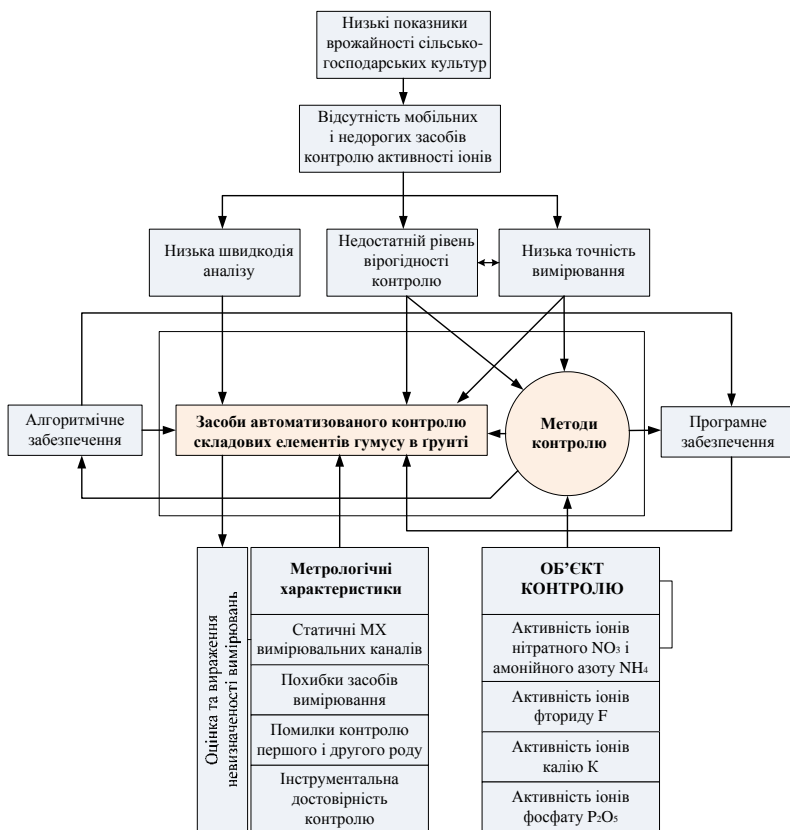 Низькі показники
врожайності сільсько-
господарських культур
Відсутність мобільних
і недорогих засобів
контролю активності іонів
Низька швидкодія
аналізу
Недостатній рівень
вірогідності
контролю
Низька точність
вимірювання
Алгоритмічне
забезпечення
Засоби автоматизованого контролю
складових елементів гумусу в ґрунті
Методи
контролю
Програмне
забезпечення
Оцінка та вираження
невизначеності вимірювань
Метрологічні
характеристики
Статичні МХ
вимірювальних каналів
Похибки засобів
вимірювання
Помилки контролю
першого і другого роду
Інструментальна
достовірність
контролю
ОБ’ЄКТ
КОНТРОЛЮ
Активність іонів
нітратного NO₃ і
амонійного азоту NH₄
Активність іонів
фториду F
Активність іонів
калію K
Активність іонів
фосфату P₂O₅